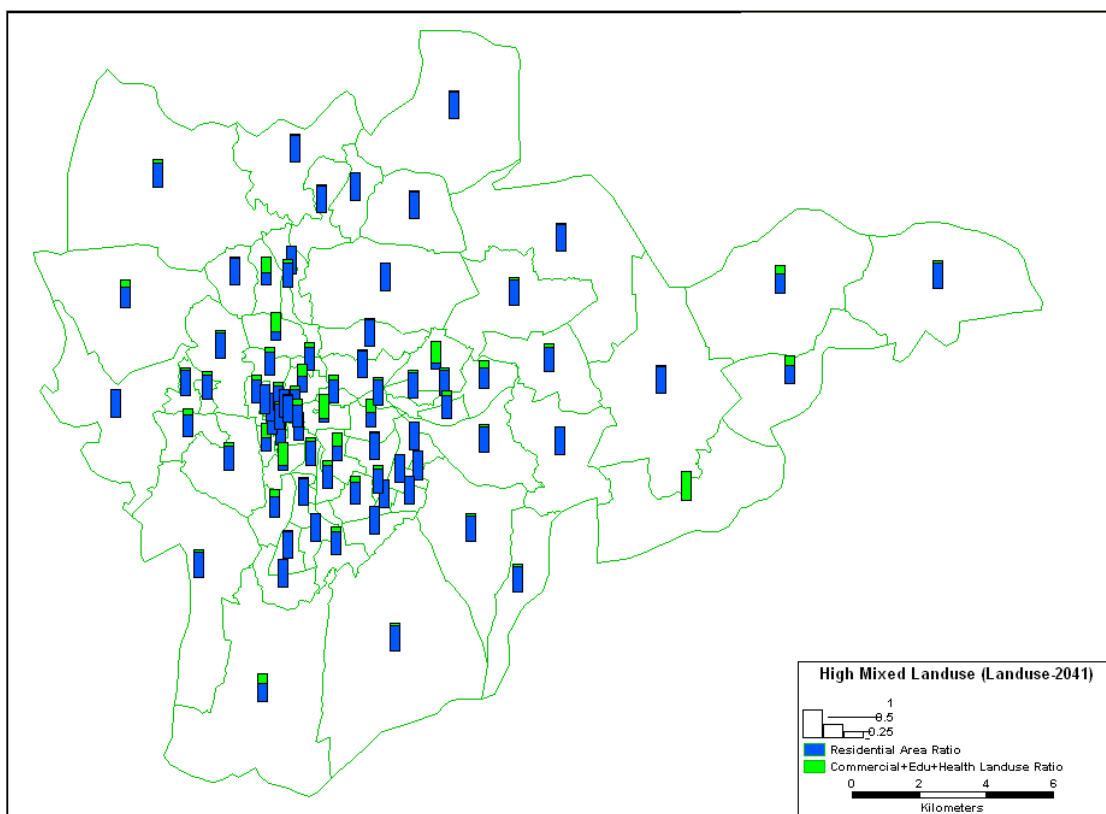 High Mixed Landuse (Landuse-2041)
1
0.5
0.25
Residential Area Ratio
Commercial+Edu+Health Landuse Ratio
0 2 4 6
Kilometers